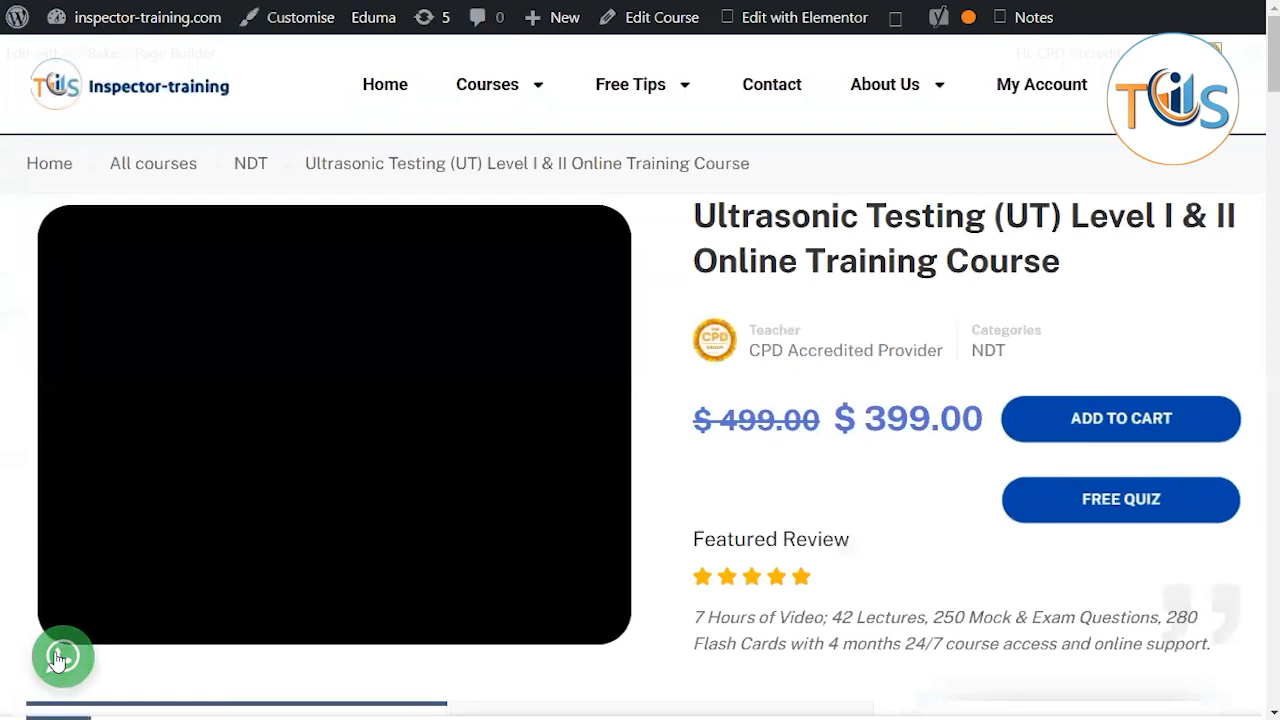 inspector-training.com Customise Eduma 5 0 New Edit Course Edit with Elementor Notes
Page Builder
TIS Inspector-training Home Courses Free Tips Contact About Us My Account TIS
Home All courses NDT Ultrasonic Testing (UT) Level I & II Online Training Course
Ultrasonic Testing (UT) Level I & II
Online Training Course
Teacher Categories
CPD
CPD Accredited Provider NDT
$ 499.00 $ 399.00 ADD TO CART
FREE QUIZ
Featured Review
7 Hours of Video; 42 Lectures, 250 Mock & Exam Questions, 280
Flash Cards with 4 months 24/7 course access and online support.